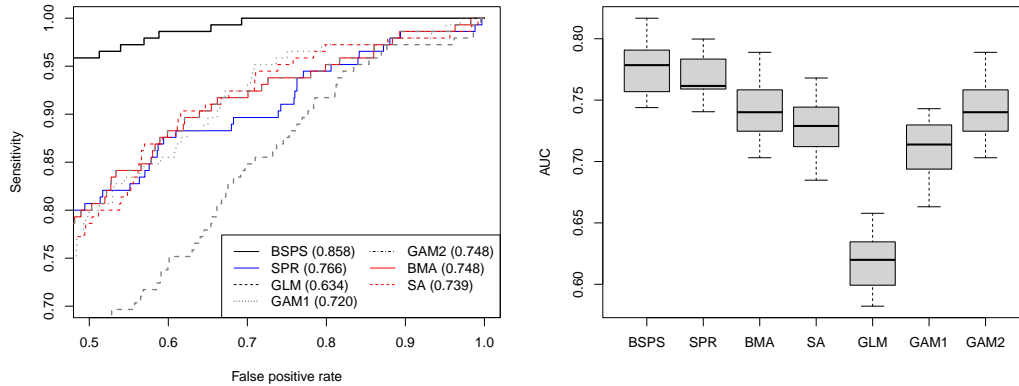 1.00
0.95
0.90
0.85
0.80
0.75
0.70
Sensitivity
BSPS (0.858)
SPR (0.766)
GLM (0.634)
GAM1 (0.720)
GAM2 (0.748)
BMA (0.748)
SA (0.739)
0.5 0.6 0.7 0.8 0.9 1.0
False positive rate
0.80
0.75
0.70
0.65
0.60
AUC
BSPS SPR BMA SA GLM GAM1 GAM2